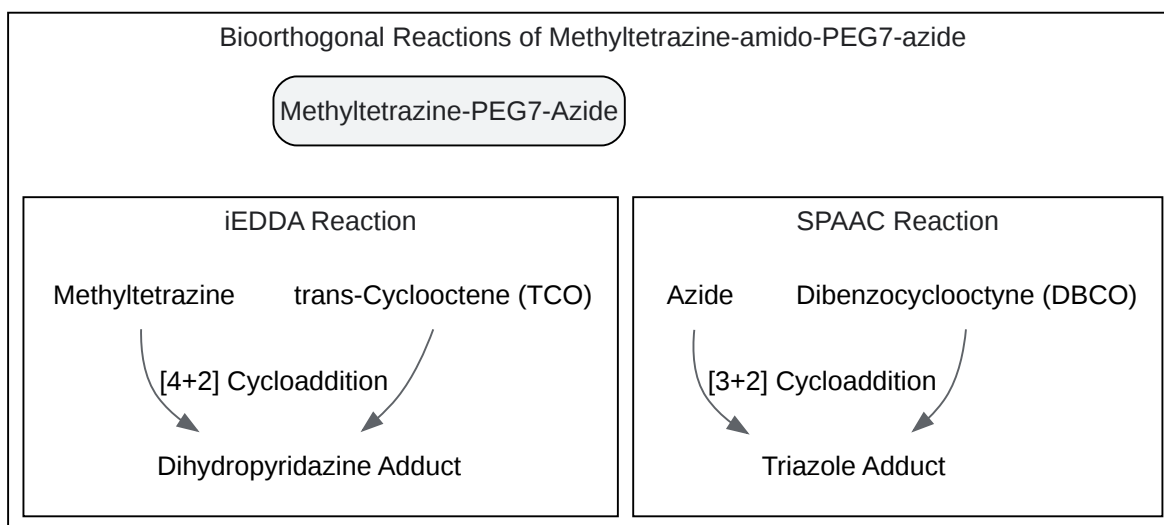 Bioorthogonal Reactions of Methyltetrazine-amido-PEG7-azide
Methyltetrazine-PEG7-Azide
iEDDA Reaction
Methyltetrazine
trans-Cyclooctene (TCO)
[4+2] Cycloaddition
Dihydropyridazine Adduct
SPAAC Reaction
Azide
Dibenzocyclooctyne (DBCO)
[3+2] Cycloaddition
Triazole Adduct